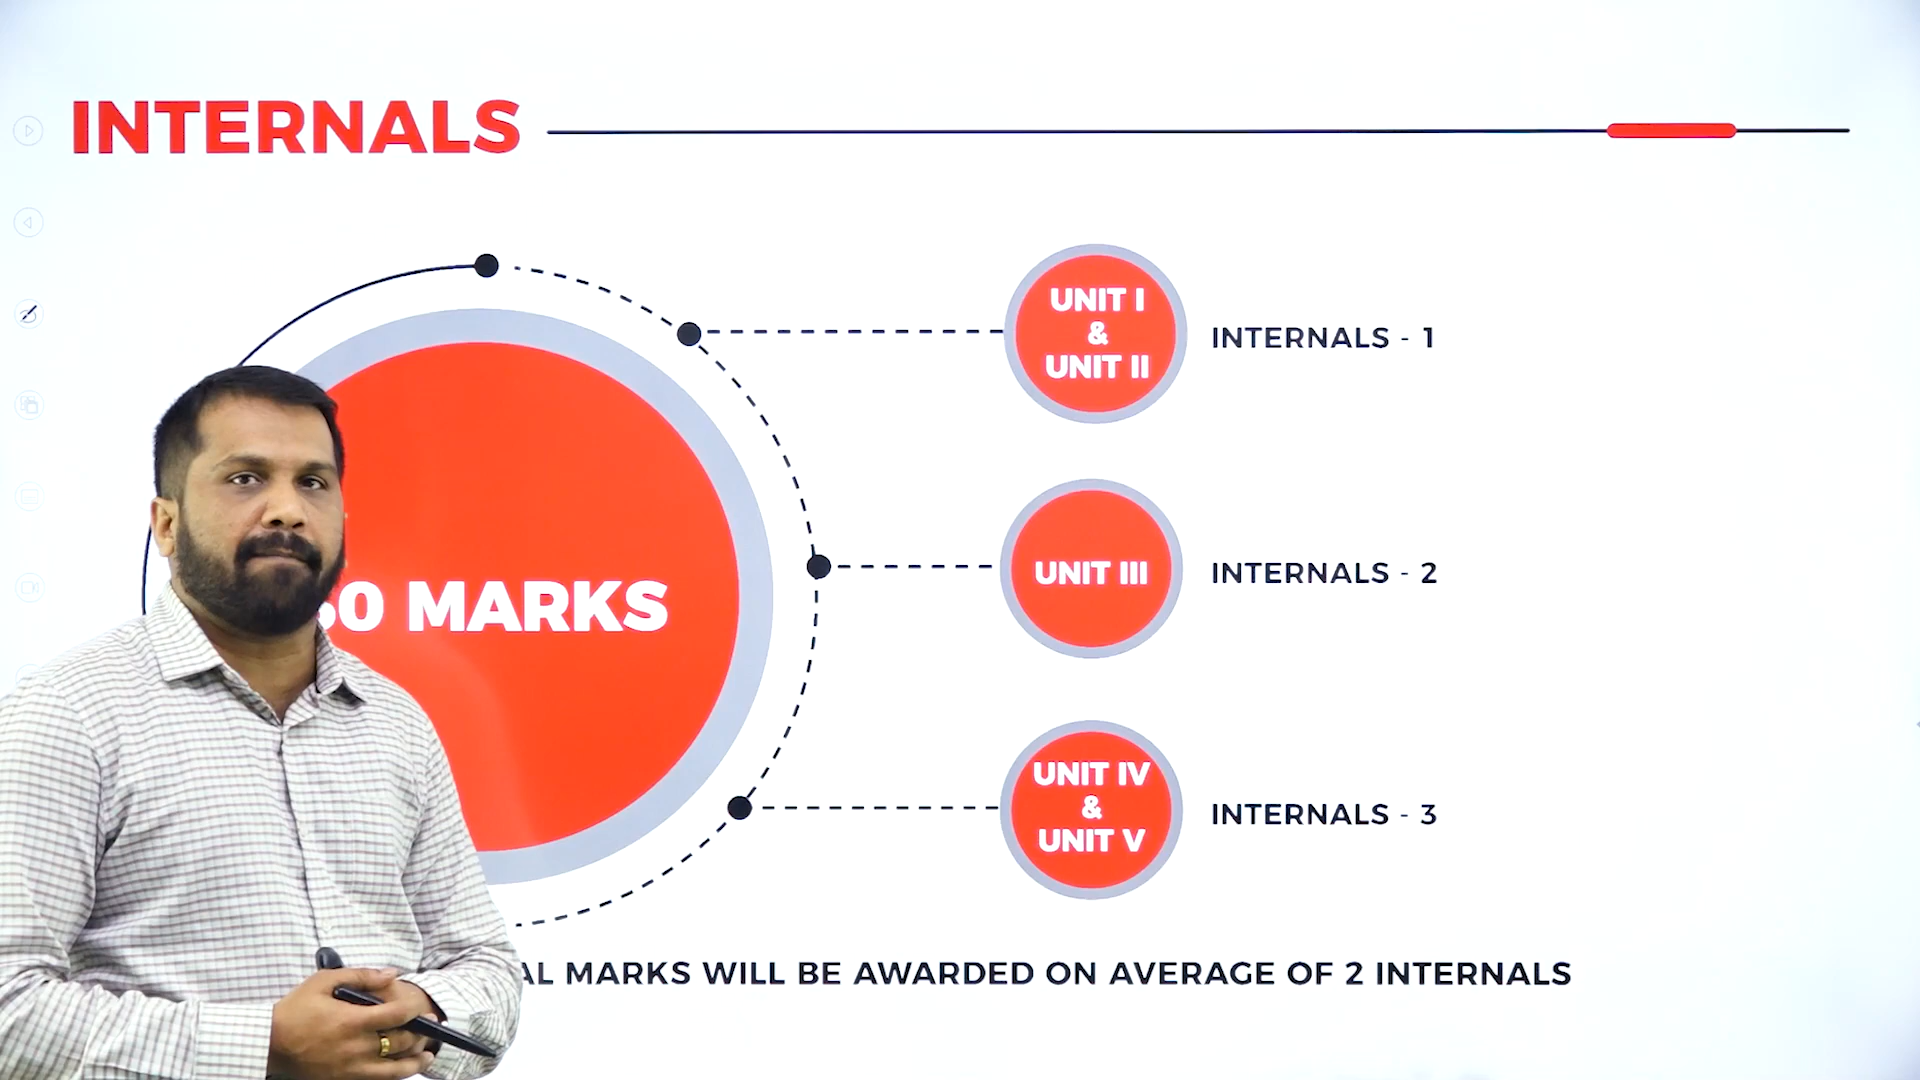 INTERNALS
UNIT I
&
UNIT II
INTERNALS - 1
UNIT III
INTERNALS - 2
0 MARKS
UNIT IV
&
UNIT V
INTERNALS - 3
MARKS WILL BE AWARDED ON AVERAGE OF 2 INTERNALS